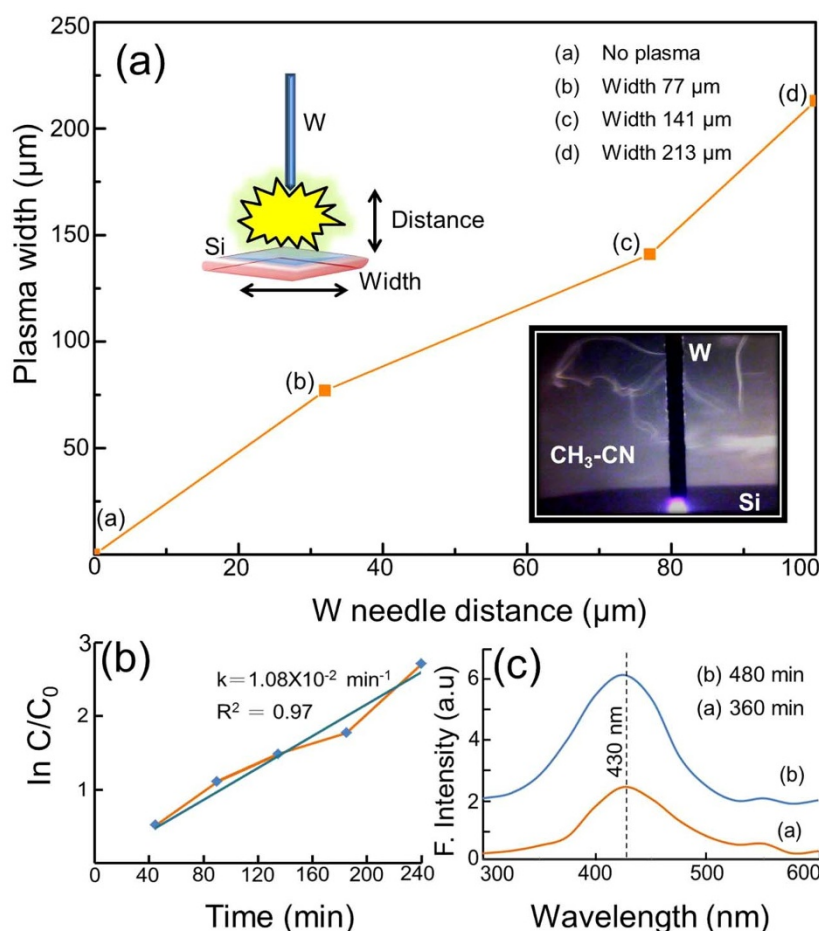 250
200
150
100
50
Plasma width (µm)
(a)
(a) No plasma
(b) Width 77 µm
(c) Width 141 µm
(d) Width 213 µm
W
Distance
Si
Width
(a)
(b)
(c)
(d)
W
CH₃-CN
Si
0 20 40 60 80 100
W needle distance (µm)
(b)
3
2
1
0
ln C/C₀
k=1.08X10⁻² min⁻¹
R² = 0.97
0 40 80 140 190 240
Time (min)
(c)
6
4
2
0
F. Intensity (a.u)
430 nm
(b) 480 min
(a) 360 min
(b)
(a)
300 400 500 600
Wavelength (nm)